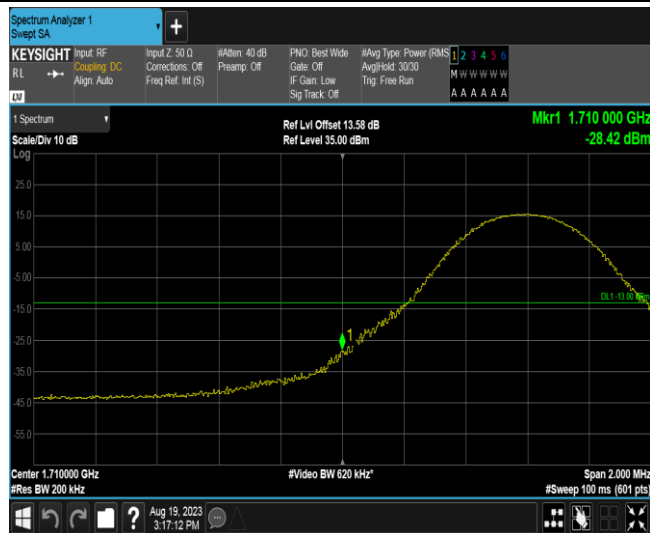 Spectrum Analyzer 1
Swept SA
+
KEYSIGHT
RL
LXI
Input: RF
Coupling: DC
Align: Auto
Input Z: 50 Ω
Corrections: Off
Freq Ref: Int (S)
#Atten: 40 dB
Preamp: Off
PNO: Best Wide
Gate: Off
IF Gain: Low
Sig Track: Off
#Avg Type: Power (RMS
Avg|Hold: 30/30
Trig: Free Run
1 2 3 4 5 6
M W W W W W
A A A A A A
1 Spectrum
Scale/Div 10 dB
Ref Lvl Offset 13.58 dB
Ref Level 35.00 dBm
Mkr1 1.710 000 GHz
-28.42 dBm
Log
25.0
15.0
5.00
-5.00
DL1 -13.00 dBm
-15.0
1
-25.0
-35.0
-45.0
-55.0
Center 1.710000 GHz
#Video BW 620 kHz*
Span 2.000 MHz
#Res BW 200 kHz
#Sweep 100 ms (601 pts)
?
Aug 19, 2023
3:17:12 PM